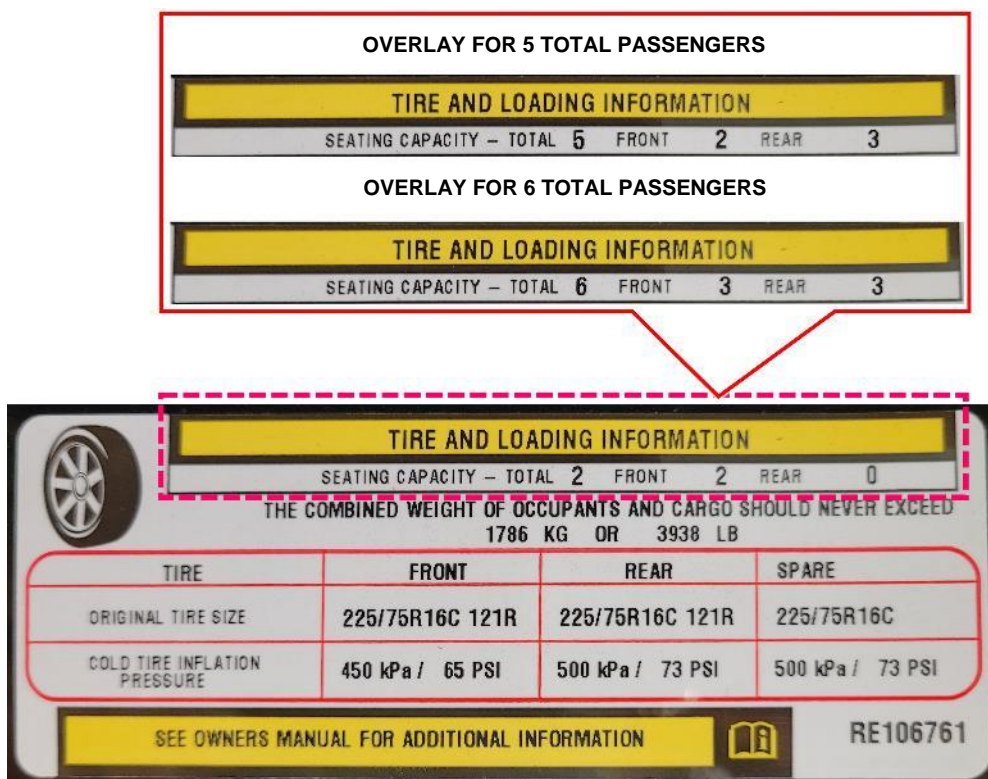 OVERLAY FOR 5 TOTAL PASSENGERS
TIRE AND LOADING INFORMATION
SEATING CAPACITY – TOTAL 5 FRONT 2 REAR 3
OVERLAY FOR 6 TOTAL PASSENGERS
TIRE AND LOADING INFORMATION
SEATING CAPACITY – TOTAL 6 FRONT 3 REAR 3
TIRE AND LOADING INFORMATION
SEATING CAPACITY – TOTAL 2 FRONT 2 REAR 0
THE COMBINED WEIGHT OF OCCUPANTS AND CARGO SHOULD NEVER EXCEED
1786 KG OR 3938 LB
TIRE FRONT REAR SPARE
ORIGINAL TIRE SIZE 225/75R16C 121R 225/75R16C 121R 225/75R16C
COLD TIRE INFLATION
PRESSURE 450 kPa / 65 PSI 500 kPa / 73 PSI 500 kPa / 73 PSI
SEE OWNERS MANUAL FOR ADDITIONAL INFORMATION RE106761